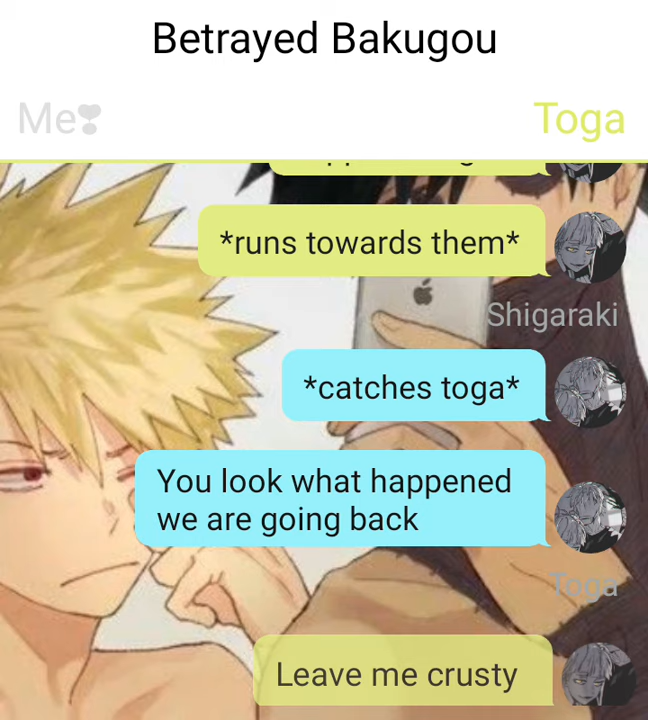 Betrayed Bakugou
Me❣
Toga
*runs towards them*
Shigaraki
*catches toga*
You look what happened
we are going back
Toga
Leave me crusty